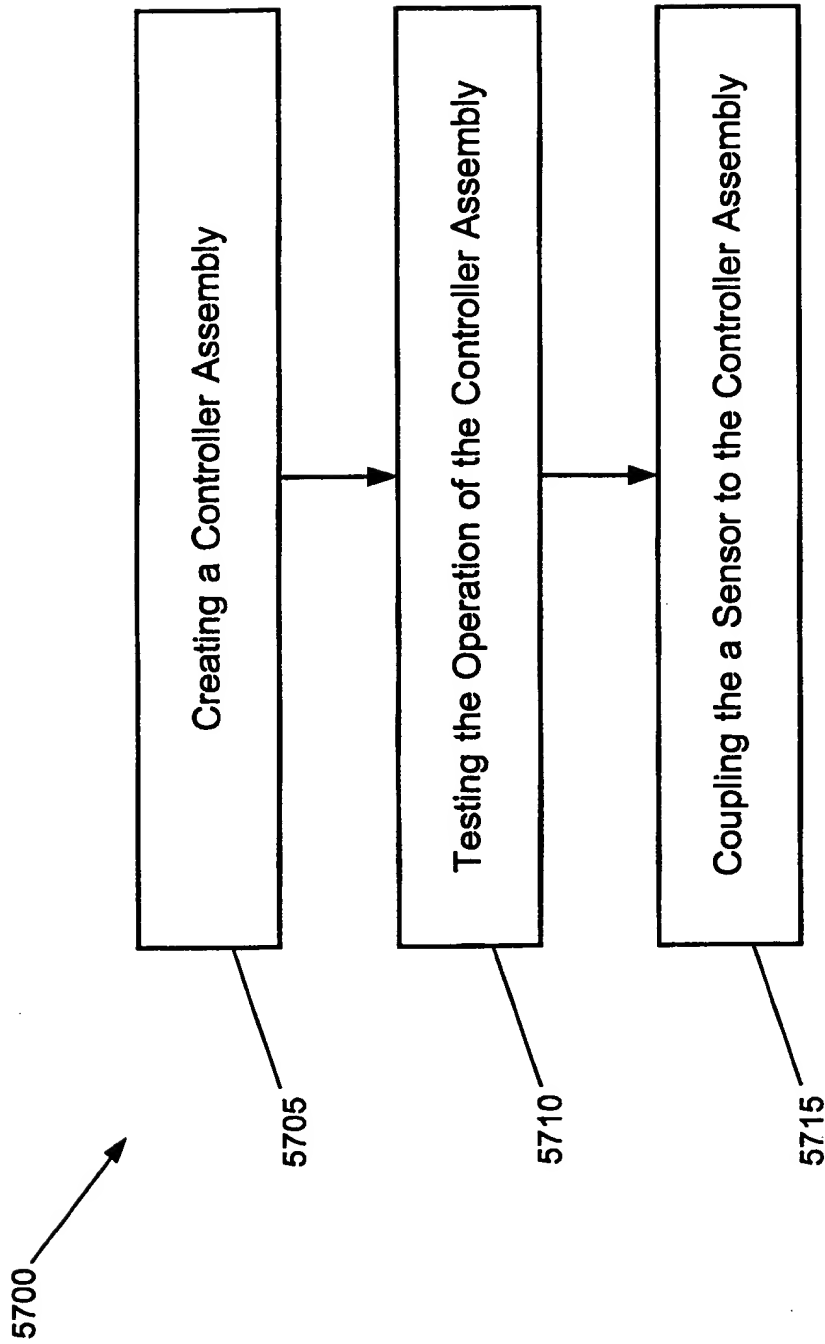 5700
5705
Creating a Controller Assembly
5710
Testing the Operation of the Controller Assembly
5715
Coupling the a Sensor to the Controller Assembly